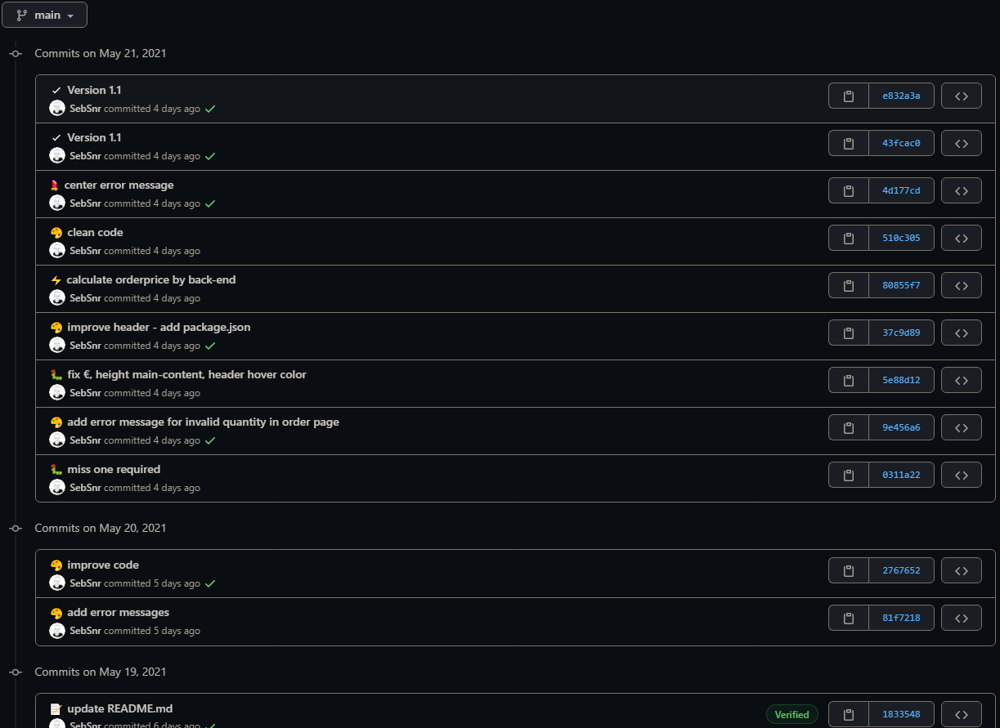 main
Commits on May 21, 2021
Version 1.1
e832a3a
SebSnr committed 4 days ago
Version 1.1
43fcac0
SebSnr committed 4 days ago
center error message
4d177cd
SebSnr committed 4 days ago
clean code
510c305
SebSnr committed 4 days ago
calculate orderprice by back-end
80855f7
SebSnr committed 4 days ago
improve header - add package.json
37c9d89
SebSnr committed 4 days ago
fix €, height main-content, header hover color
5e88d12
SebSnr committed 4 days ago
add error message for invalid quantity in order page
9e456a6
SebSnr committed 4 days ago
miss one required
0311a22
SebSnr committed 4 days ago
Commits on May 20, 2021
improve code
2767652
SebSnr committed 5 days ago
add error messages
81f7218
SebSnr committed 5 days ago
Commits on May 19, 2021
update README.md
Verified 1833548
SebSnr committed 6 days ago